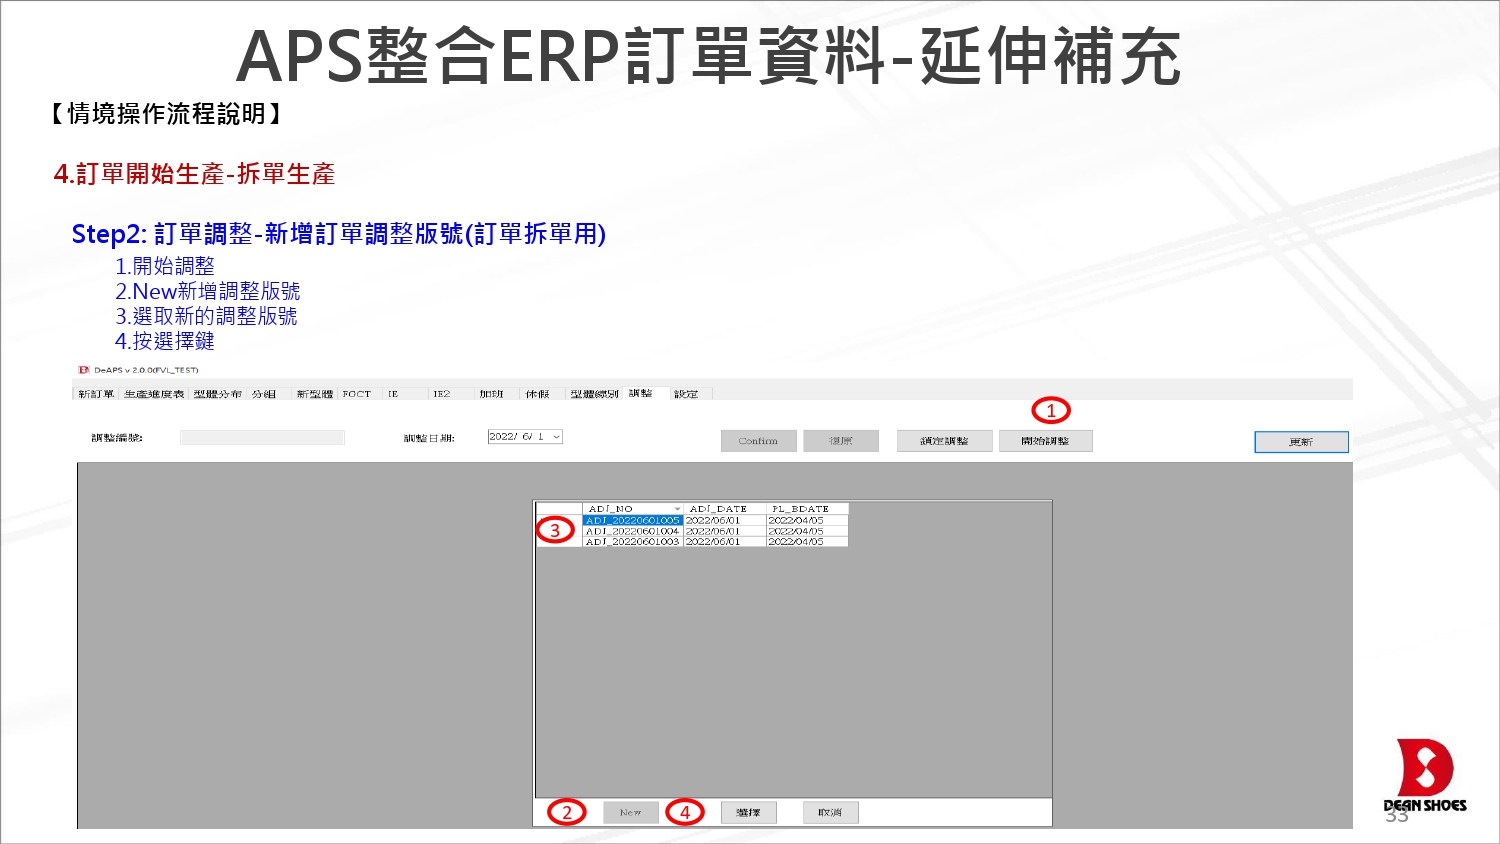 APS整合ERP訂單資料-延伸補充
【情境操作流程說明】
4.訂單開始生產-拆單生產
Step2: 訂單調整-新增訂單調整版號(訂單拆單用)
1.開始調整
2.New新增調整版號
3.選取新的調整版號
4.按選擇鍵
DeAPS v 2.0.0(FVL_TEST)
新訂單 生產進度表 型體分布 分組 新型體 FOCT IE IE2 加班 休假 型體線別 調整 設定
1
調整編號: 調整日期: 2022/ 6/ 1 Confirm 復原 鎖定調整 開始調整 更新
ADJ_NO ADJ_DATE PL_BDATE
ADJ_20220601005 2022/06/01 2022/04/05
3 ADJ_20220601004 2022/06/01 2022/04/05
ADJ_20220601003 2022/06/01 2022/04/05
2 New 4 選擇 取消
DEAN SHOES
33